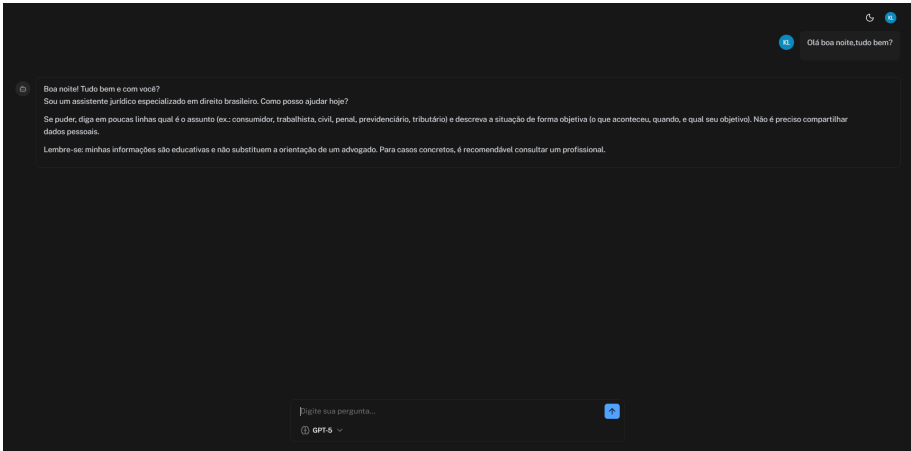 KL
KL
Olá boa noite,tudo bem?
Boa noite! Tudo bem e com você?
Sou um assistente jurídico especializado em direito brasileiro. Como posso ajudar hoje?
Se puder, diga em poucas linhas qual é o assunto (ex.: consumidor, trabalhista, civil, penal, previdenciário, tributário) e descreva a situação de forma objetiva (o que aconteceu, quando, e qual seu objetivo). Não é preciso compartilhar
dados pessoais.
Lembre-se: minhas informações são educativas e não substituem a orientação de um advogado. Para casos concretos, é recomendável consultar um profissional.
Digite sua pergunta...
GPT-5